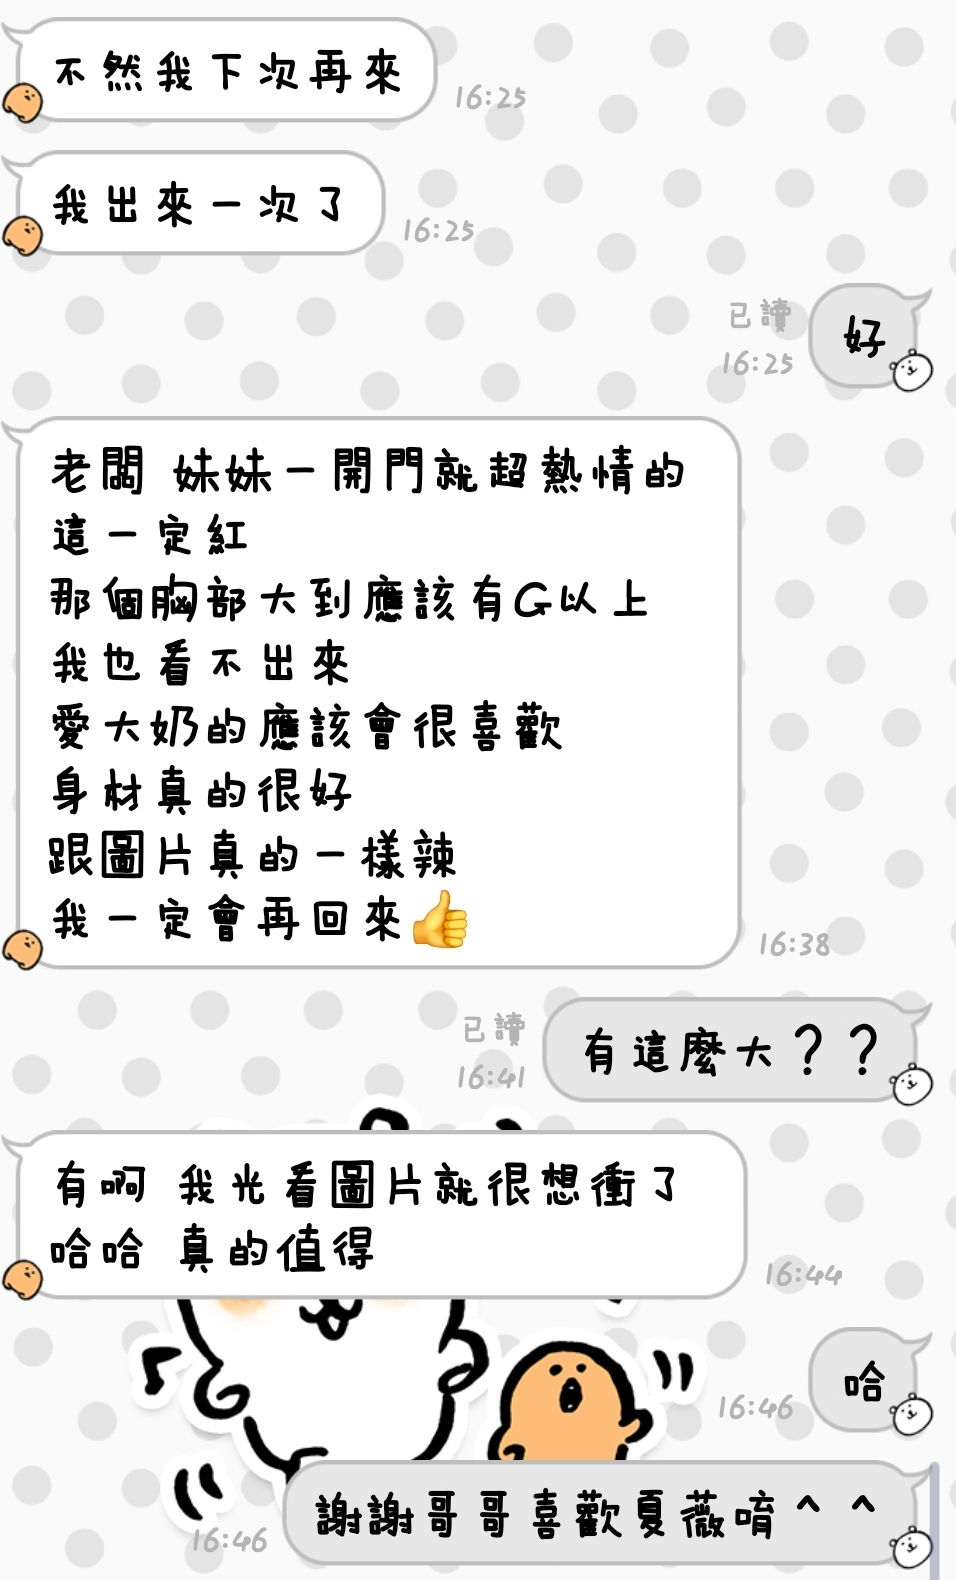 不然我下次再來
16:25
我出來一次了
16:25
已讀
16:25
好
老闆 妹妹一開門就超熱情的
這一定紅
那個胸部大到應該有G以上
我也看不出來
愛大奶的應該會很喜歡
身材真的很好
跟圖片真的一樣辣
我一定會再回來👍
16:38
已讀
16:41
有這麼大？？
有啊 我光看圖片就很想衝了
哈哈 真的值得
16:44
哈
16:46
謝謝哥哥喜歡夏薇唷^ ^
16:46